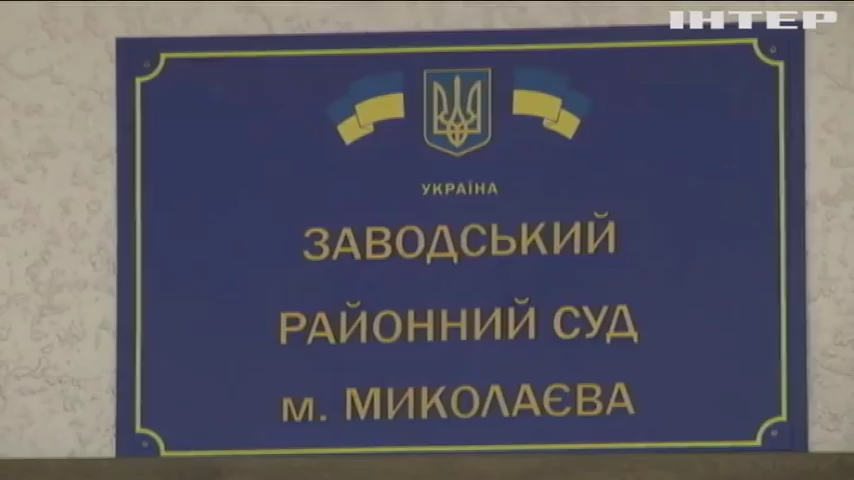 ІНТЕР
УКРАЇНА
ЗАВОДСЬКИЙ
РАЙОННИЙ СУД
м. МИКОЛАЄВА